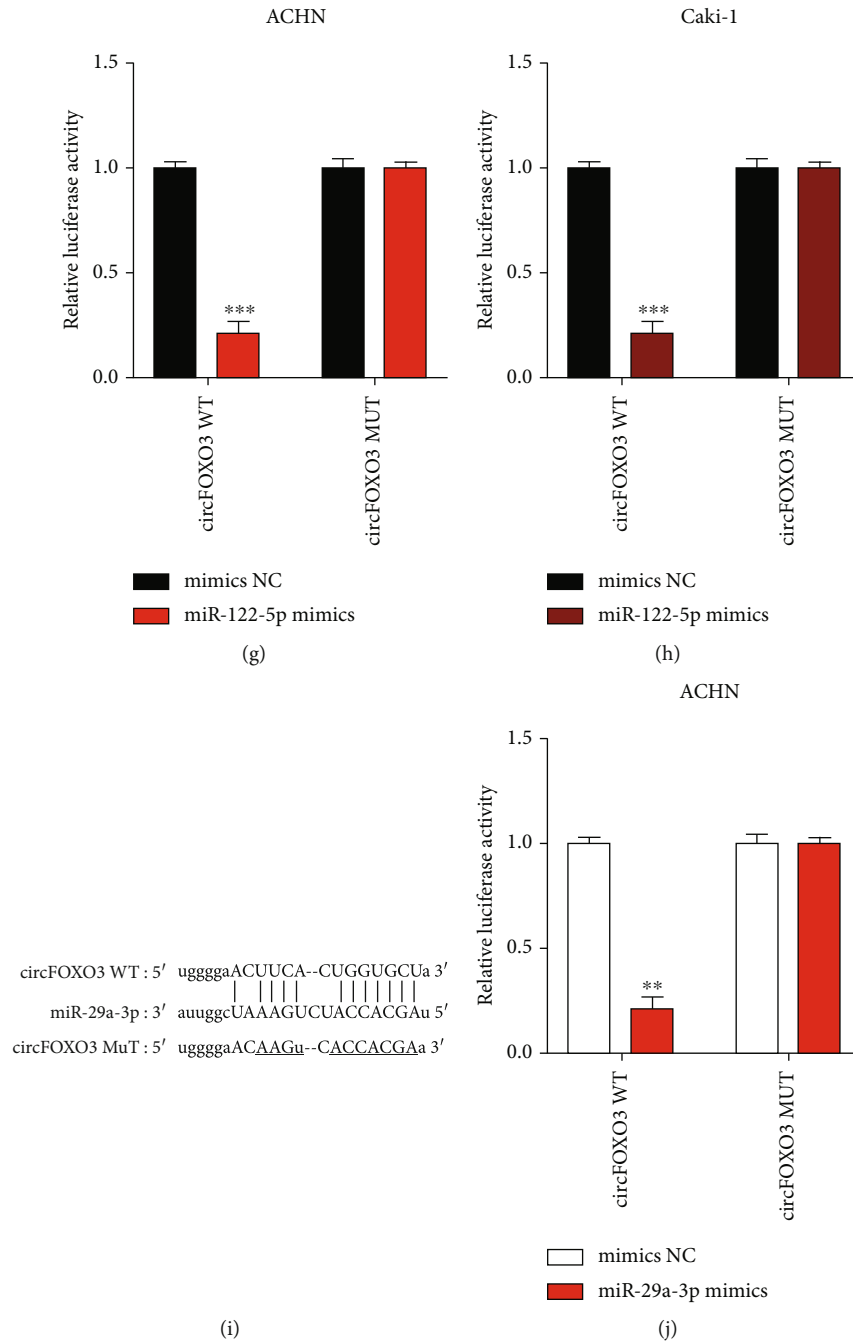 ACHN
Relative luciferase activity
1.5
1.0
0.5
0.0
***
circFOXO3 WT
circFOXO3 MUT
mimics NC
miR-122-5p mimics
(g)
Caki-1
Relative luciferase activity
1.5
1.0
0.5
0.0
***
circFOXO3 WT
circFOXO3 MUT
mimics NC
miR-122-5p mimics
(h)
circFOXO3 WT : 5′ uggggaACUUCA--CUGGUGCUa 3′
miR-29a-3p : 3′ auuggcUAAAGUCUACCACGAu 5′
circFOXO3 MuT : 5′ uggggaACAAGu--CACCACGAa 3′
(i)
ACHN
Relative luciferase activity
1.5
1.0
0.5
0.0
**
circFOXO3 WT
circFOXO3 MUT
mimics NC
miR-29a-3p mimics
(j)